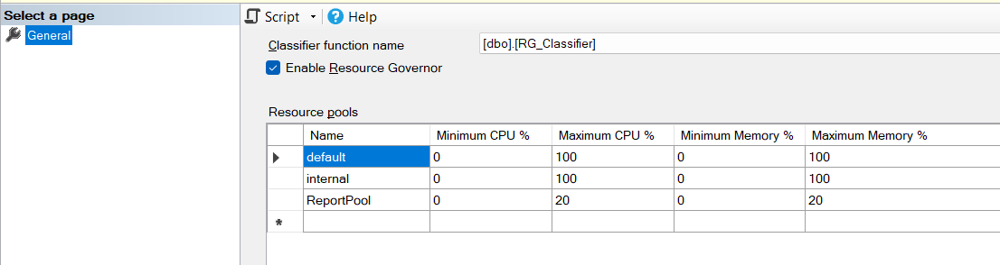 Select a page
General
Script Help
Classifier function name [dbo].[RG_Classifier]
Enable Resource Governor
Resource pools
Name Minimum CPU % Maximum CPU % Minimum Memory % Maximum Memory %
default 0 100 0 100
internal 0 100 0 100
ReportPool 0 20 0 20
*